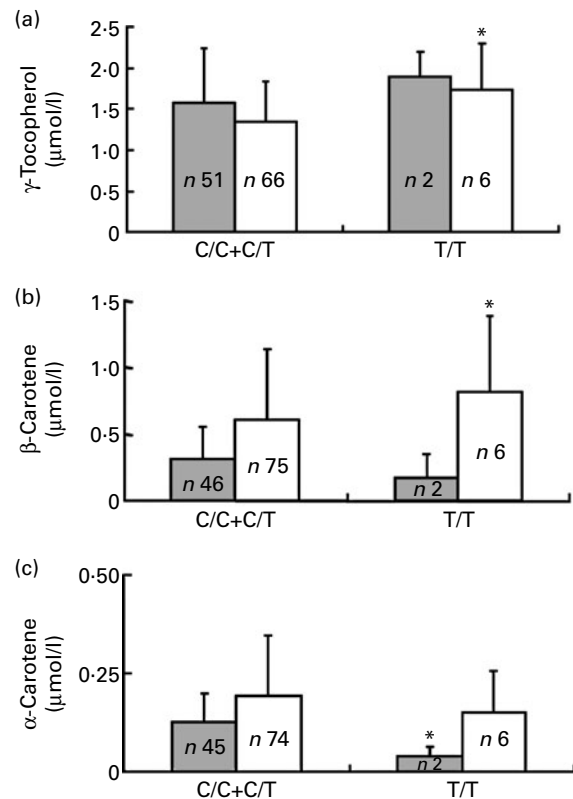 (a)
γ-Tocopherol
(μmol/l)
2·5
2·0
1·5
1·0
0·5
0
n 51
n 66
n 2
n 6
*
C/C+C/T
T/T
(b)
β-Carotene
(μmol/l)
1·5
1·0
0·5
0
n 46
n 75
n 2
n 6
*
C/C+C/T
T/T
(c)
α-Carotene
(μmol/l)
0·50
0·25
0
n 45
n 74
*
n 2
n 6
C/C+C/T
T/T